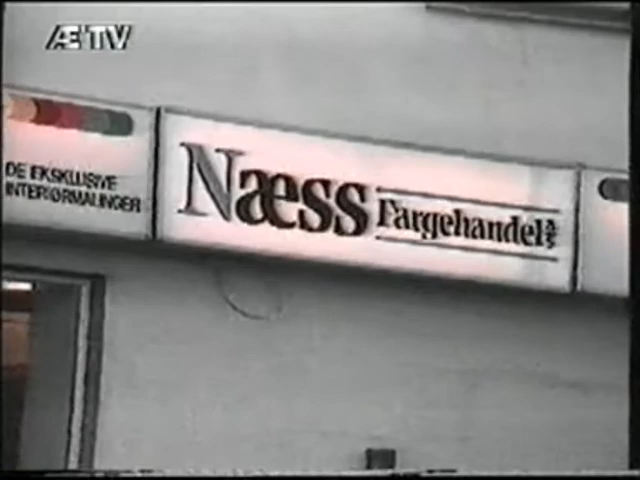 ÆTV
DE EKSKLUSIVE
INTERIØRMALINGER
Næss Fargehandel A/S